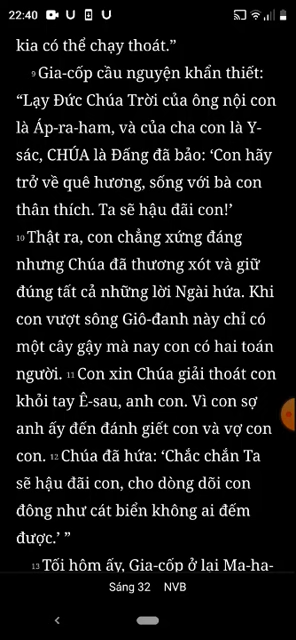 22:40
kia có thể chạy thoát.”
9 Gia-cốp cầu nguyện khẩn thiết:
“Lạy Đức Chúa Trời của ông nội con
là Áp-ra-ham, và của cha con là Y-
sác, CHÚA là Đấng đã bảo: ‘Con hãy
trở về quê hương, sống với bà con
thân thích. Ta sẽ hậu đãi con!’
10 Thật ra, con chẳng xứng đáng
nhưng Chúa đã thương xót và giữ
đúng tất cả những lời Ngài hứa. Khi
con vượt sông Giô-đanh này chỉ có
một cây gậy mà nay con có hai toán
người. 11 Con xin Chúa giải thoát con
khỏi tay Ê-sau, anh con. Vì con sợ
anh ấy đến đánh giết con và vợ con
con. 12 Chúa đã hứa: ‘Chắc chắn Ta
sẽ hậu đãi con, cho dòng dõi con
đông như cát biển không ai đếm
được.’ ”
13 Tối hôm ấy, Gia-cốp ở lại Ma-ha-
Sáng 32 NVB